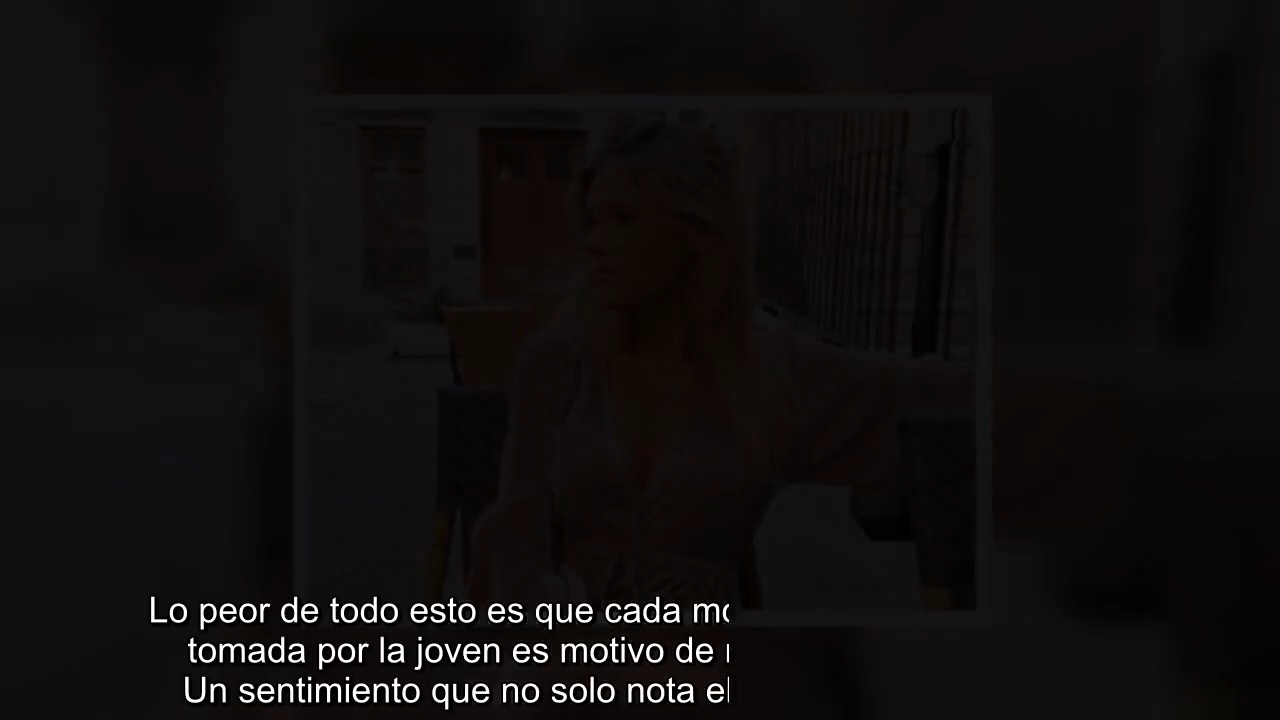 Lo peor de todo esto es que cada
tomada por la joven es motivo de
Un sentimiento que no solo nota